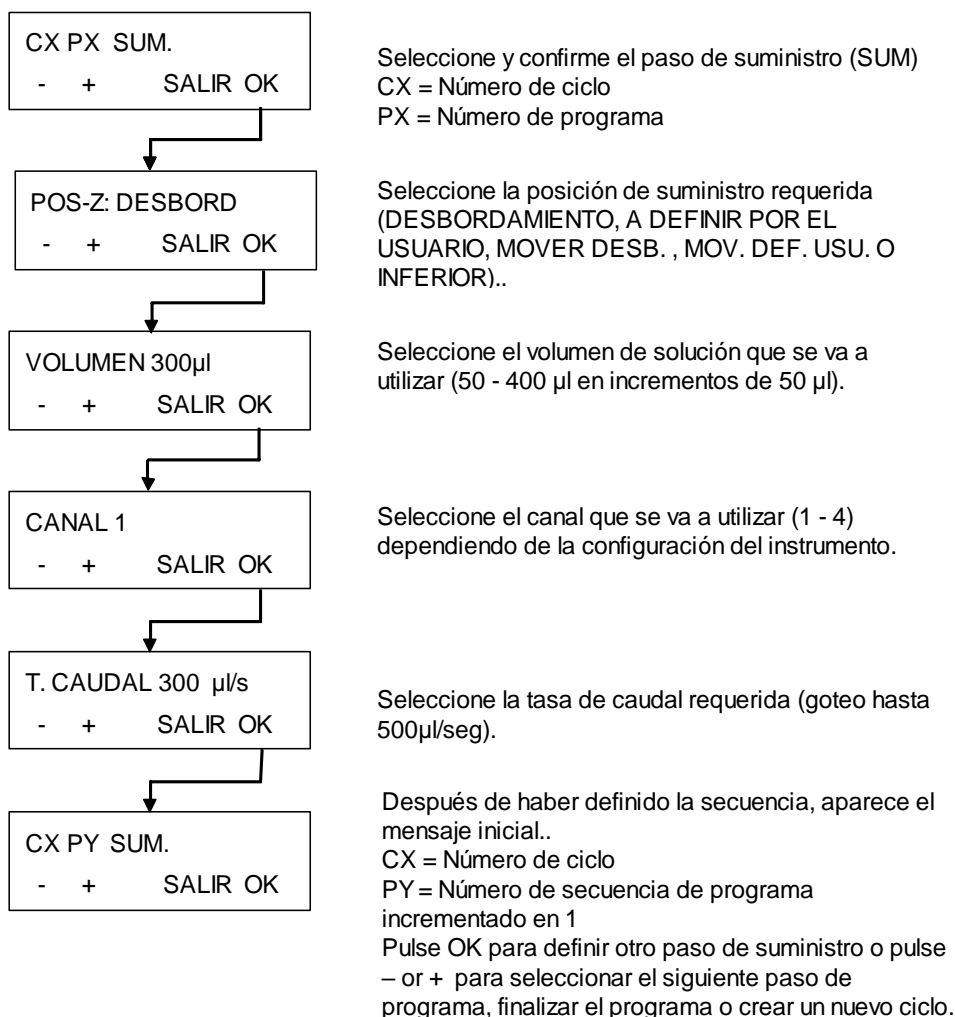 CX PX SUM.
- + SALIR OK
Seleccione y confirme el paso de suministro (SUM)
CX = Número de ciclo
PX = Número de programa
POS-Z: DESBORD
- + SALIR OK
Seleccione la posición de suministro requerida
(DESBORDAMIENTO, A DEFINIR POR EL
USUARIO, MOVER DESB. , MOV. DEF. USU. O
INFERIOR)..
VOLUMEN 300µl
- + SALIR OK
Seleccione el volumen de solución que se va a
utilizar (50 - 400 µl en incrementos de 50 µl).
CANAL 1
- + SALIR OK
Seleccione el canal que se va a utilizar (1 - 4)
dependiendo de la configuración del instrumento.
T. CAUDAL 300 µl/s
- + SALIR OK
Seleccione la tasa de caudal requerida (goteo hasta
500µl/seg).
CX PY SUM.
- + SALIR OK
Después de haber definido la secuencia, aparece el
mensaje inicial..
CX = Número de ciclo
PY = Número de secuencia de programa
incrementado en 1
Pulse OK para definir otro paso de suministro o pulse
– or + para seleccionar el siguiente paso de
programa, finalizar el programa o crear un nuevo ciclo.